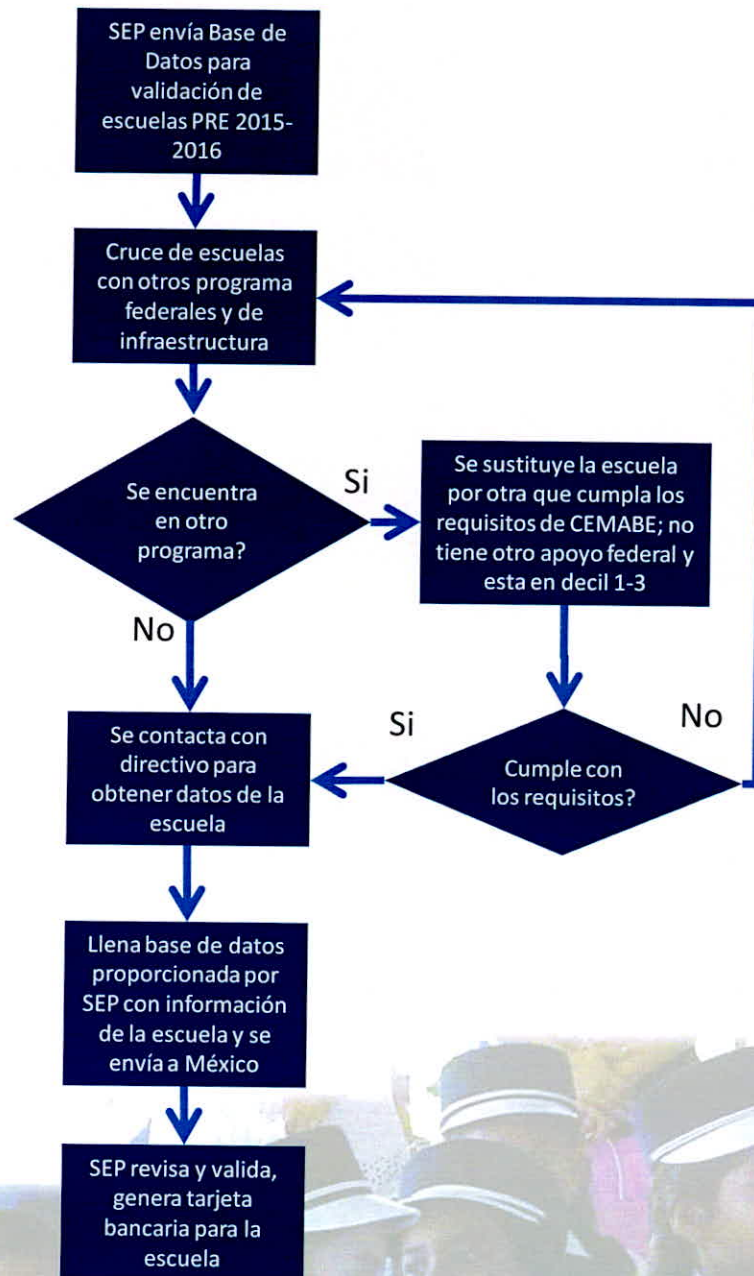 SEP envía Base de
Datos para
validación de
escuelas PRE 2015-
2016
Cruce de escuelas
con otros programa
federales y de
infraestructura
Se encuentra
en otro
programa?
Si
Se sustituye la escuela
por otra que cumpla los
requisitos de CEMABE; no
tiene otro apoyo federal y
esta en decil 1-3
No
Se contacta con
directivo para
obtener datos de la
escuela
Si
Cumple con
los requisitos?
No
Llena base de datos
proporcionada por
SEP con información
de la escuela y se
envía a México
SEP revisa y valida,
genera tarjeta
bancaria para la
escuela